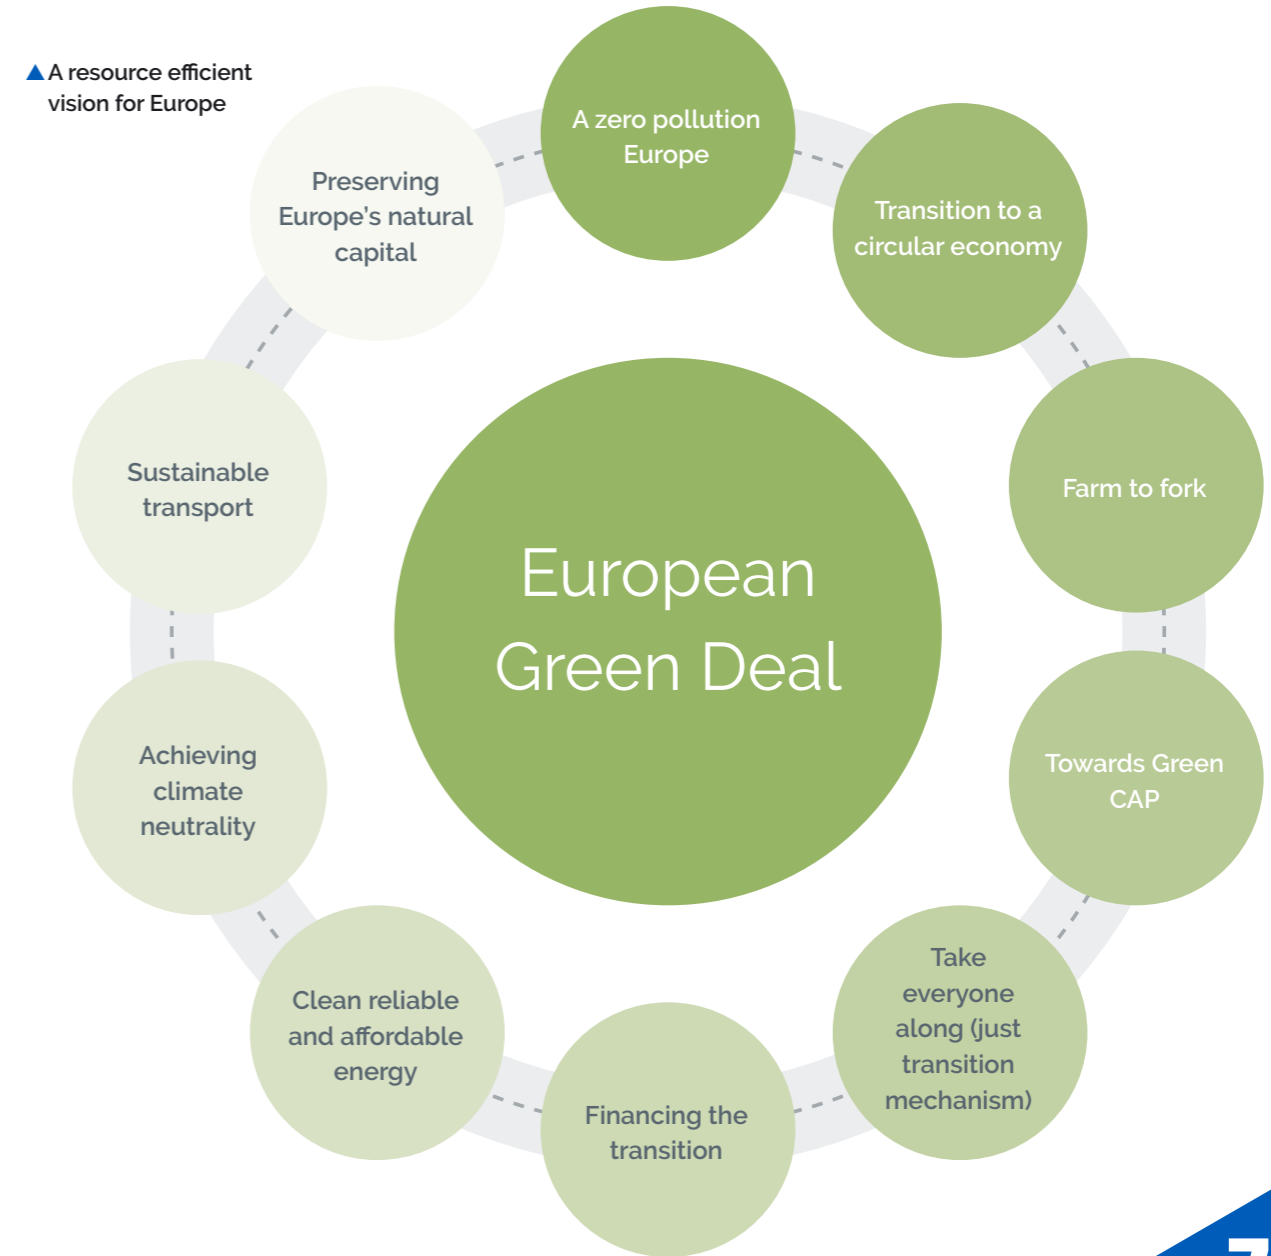 A resource efficient
vision for Europe
A zero pollution
Europe
Transition to a
circular economy
Farm to fork
Towards Green
CAP
Take
everyone
along (just
transition
mechanism)
Financing the
transition
Clean reliable
and affordable
energy
Achieving
climate
neutrality
Sustainable
transport
Preserving
Europe's natural
capital
European
Green Deal